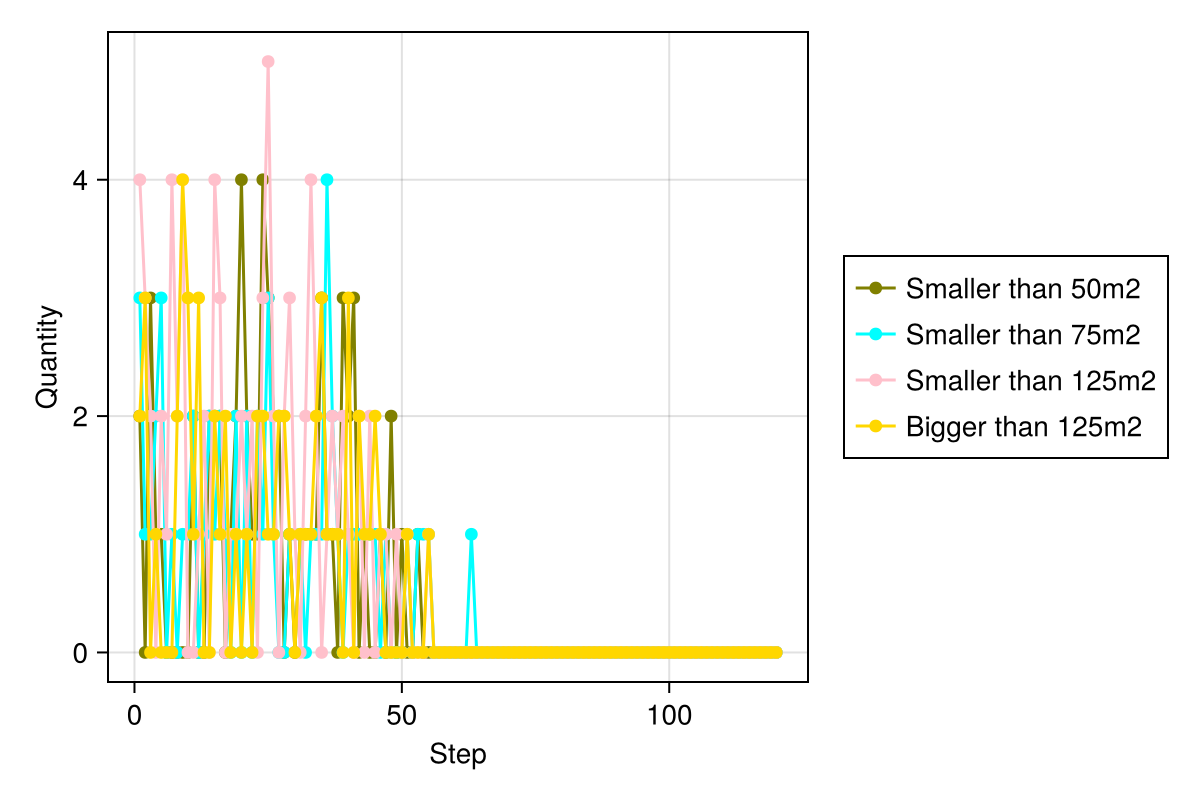 4
2
0
Quantity
0
50
100
Step
Smaller than 50m2
Smaller than 75m2
Smaller than 125m2
Bigger than 125m2